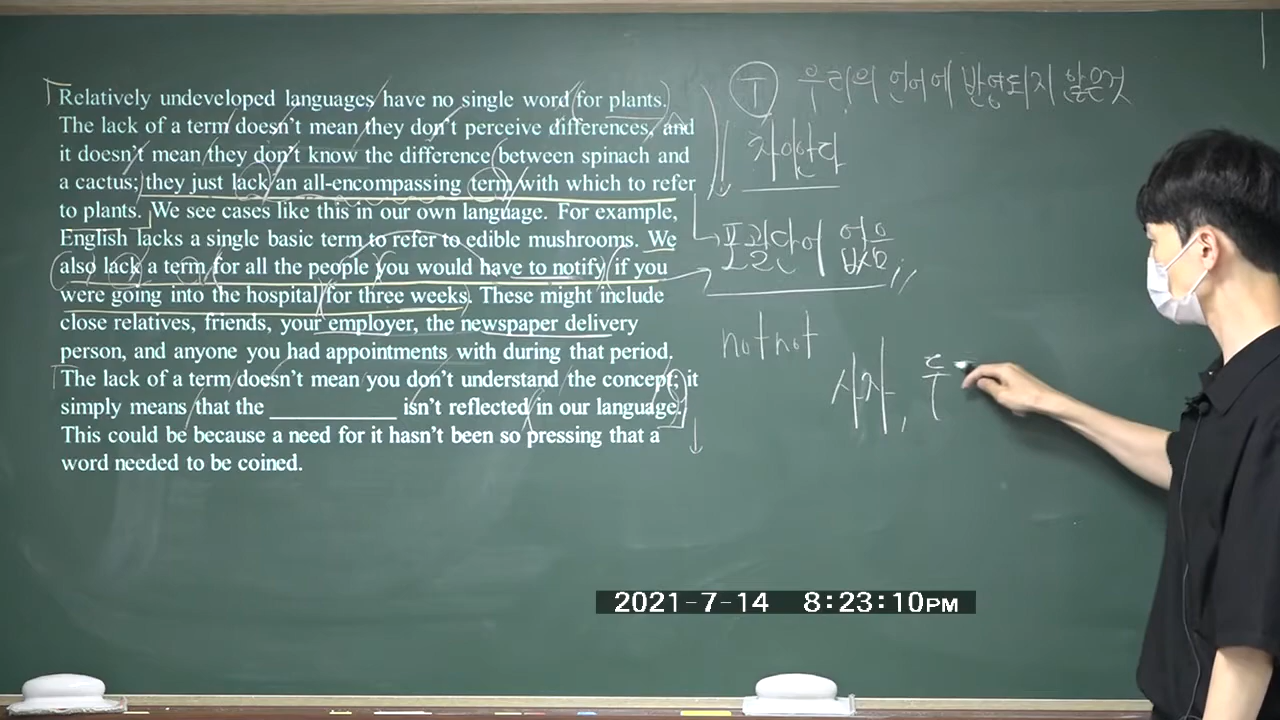 Relatively undeveloped languages have no single word for plants.
The lack of a term doesn't mean they don't perceive differences, and
it doesn't mean they don't know the difference between spinach and
a cactus; they just lack an all-encompassing term with which to refer
to plants. We see cases like this in our own language. For example,
English lacks a single basic term to refer to edible mushrooms. We
also lack a term for all the people you would have to notify if you
were going into the hospital for three weeks. These might include
close relatives, friends, your employer, the newspaper delivery
person, and anyone you had appointments with during that period.
The lack of a term doesn't mean you don't understand the concept; it
simply means that the ____________ isn't reflected in our language.
This could be because a need for it hasn't been so pressing that a
word needed to be coined.
T 우리의 언어에 반영되지 않은것
차이안다
포괄단어 없음
not not
사자,
2021-7-14 8:23:10PM